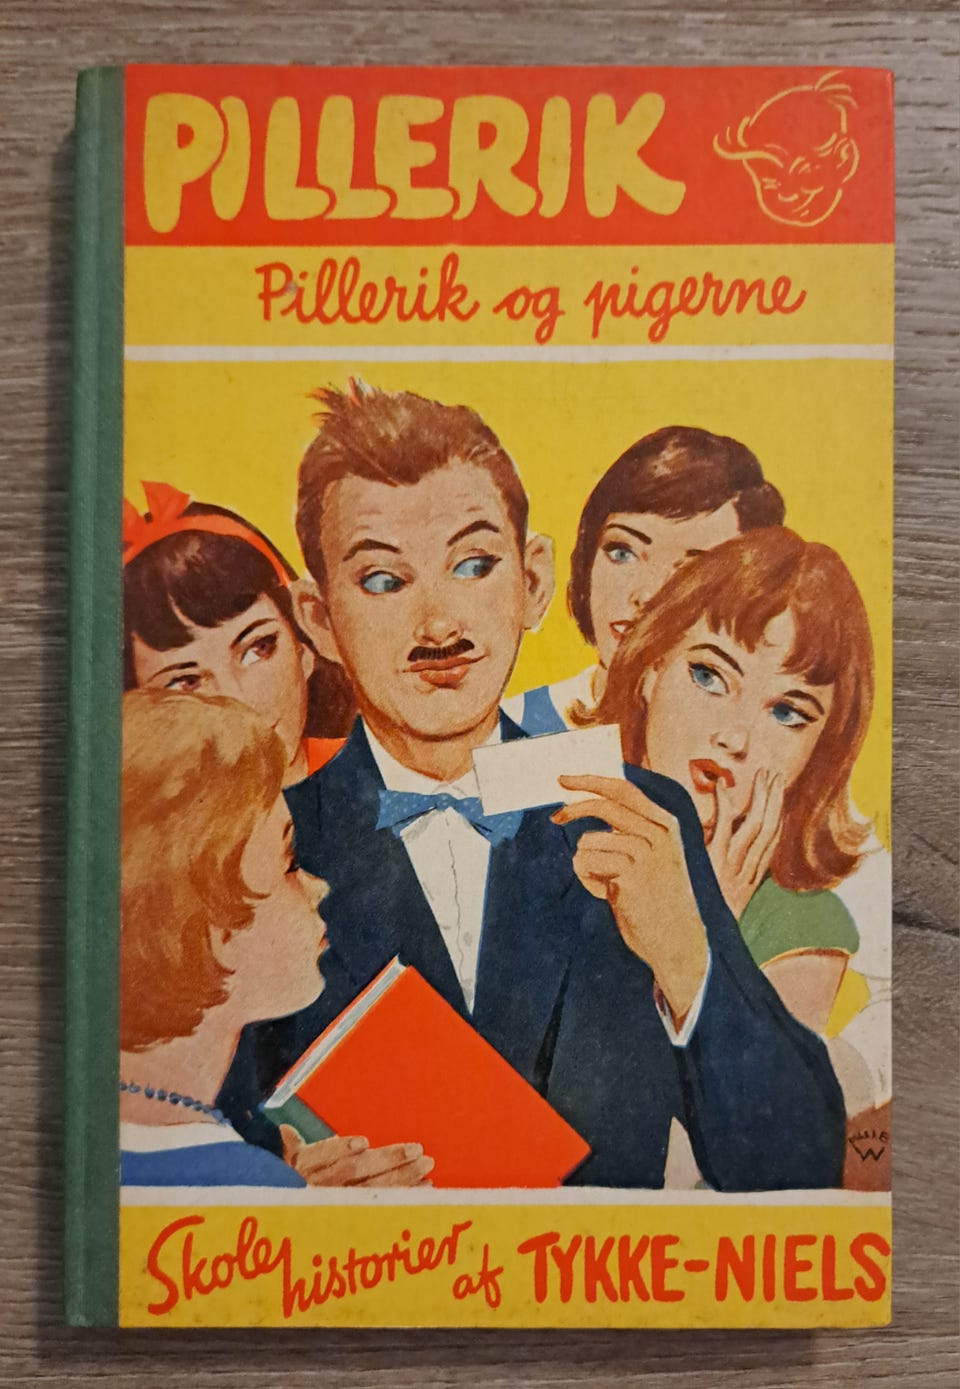 PILLERIK
Pillerik og pigerne
Skole
historier af TYKKE-NIELS
W